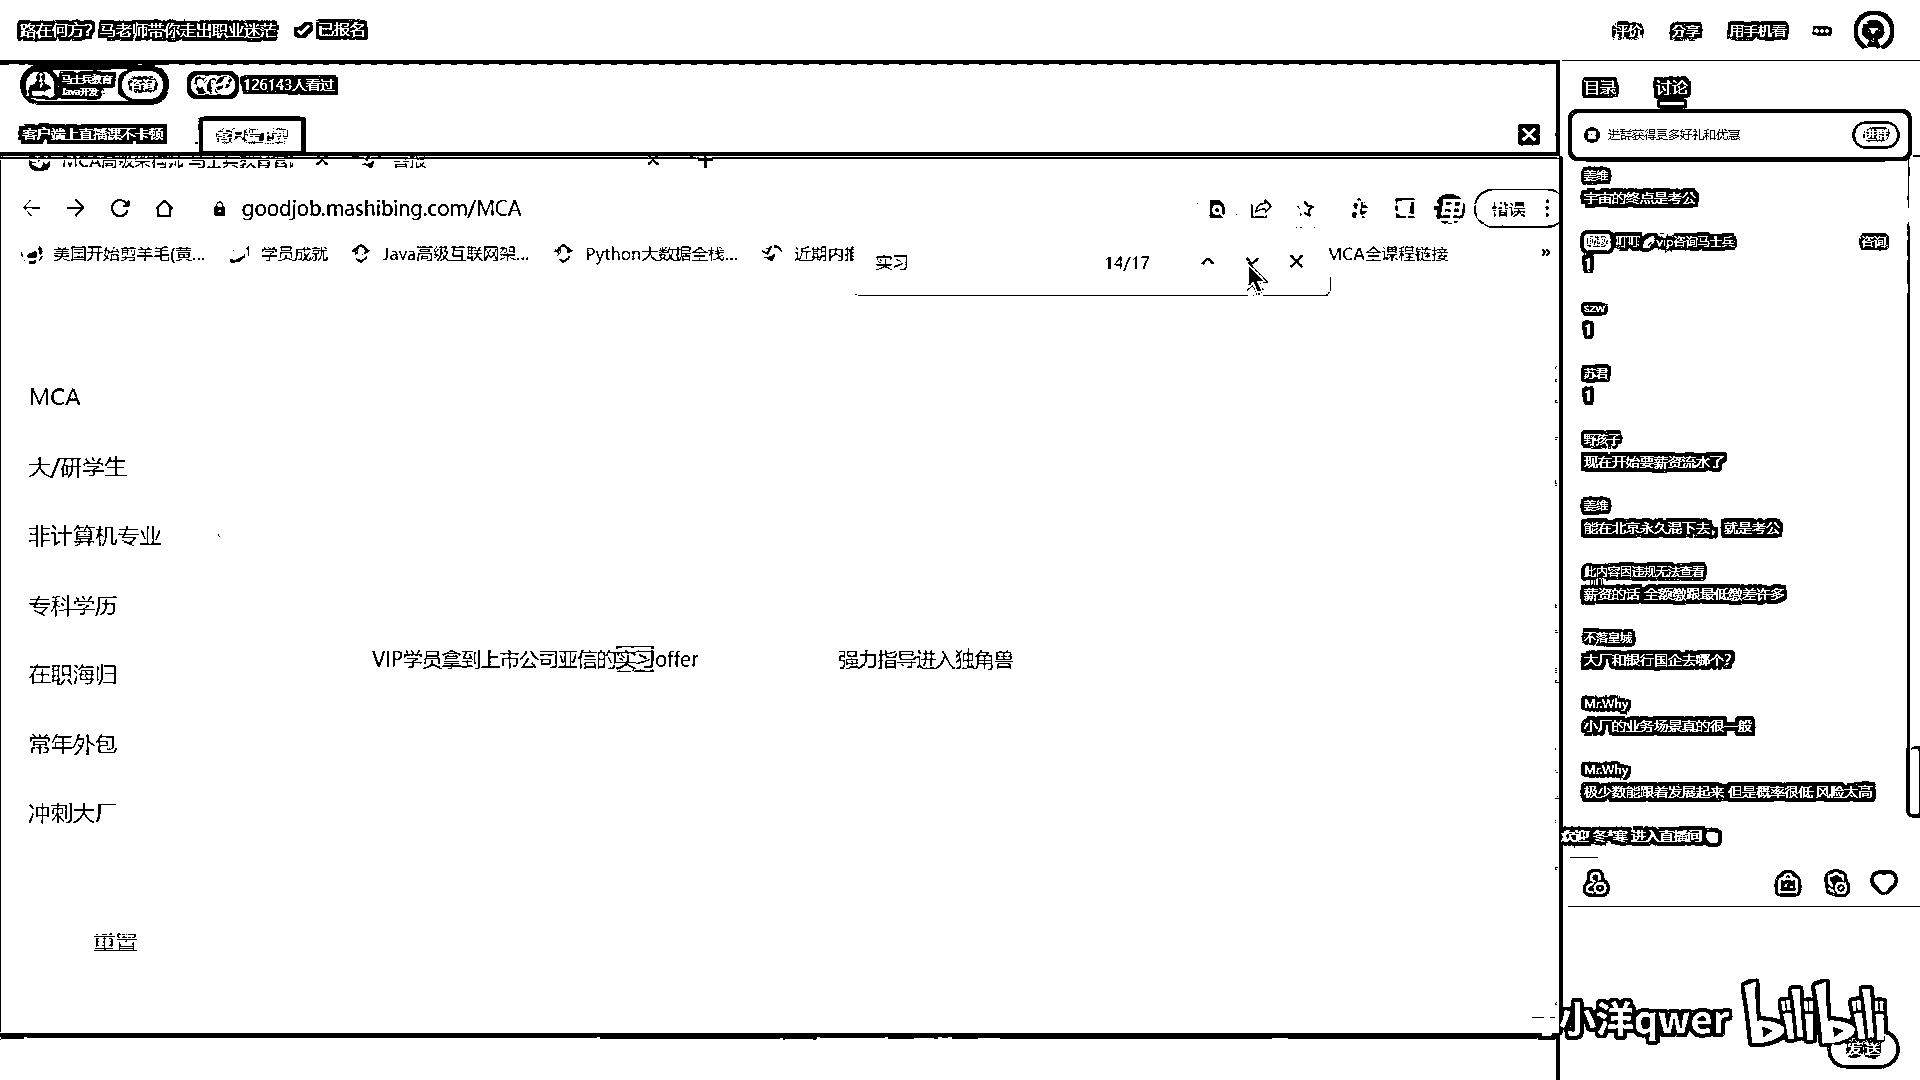 路在何方？马老师带你走出职业迷茫 已报名
评价 分享 用手机看
马士兵教育 Java开发 咨询 126143人看过
目录 讨论
客户端上直播课不卡顿
进群获得更多好礼和优惠 进群
MCA高级架构师 马士兵教育官 喜报
姜维
宇宙的终点是考公
goodjob.mashibing.com/MCA 错误
叮叮 vip咨询马士兵 咨询
1
美国开始剪羊毛(黄... 学员成就 Java高级互联网架... Python大数据全栈... 近期内推 MCA全课程链接
实习 14/17
szw
1
苏君
1
MCA
大/研学生
非计算机专业
专科学历
在职海归
常年外包
冲刺大厂
VIP学员拿到上市公司亚信的实习offer 强力指导进入独角兽
重置
野孩子
现在开始要薪资流水了
姜维
能在北京永久混下去，就是考公
此内容因违规无法查看
薪资的话 全额缴跟最低缴差许多
不落皇城
大厂和银行国企去哪个？
Mr.Why
小厂的业务场景真的很一般
Mr.Why
极少数能跟着发展起来 但是概率很低 风险太高
欢迎 冬*寒 进入直播间
小洋qwer bilibili
发送